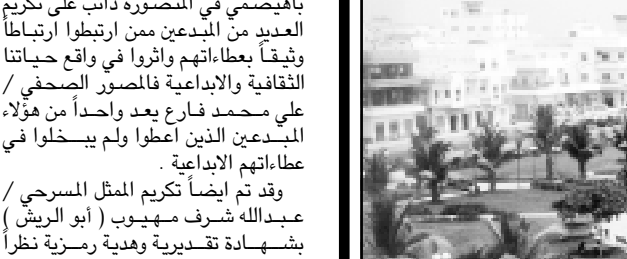 باهيصمي في المنصورة دائب على تكريم
العديد من المبدعين ممن ارتبطوا ارتباطاً
وثيقاً بعطاءاتهم واثروا في واقع حياتنا
الثقافية والابداعية فالمصور الصحفي /
علي محمد فارع يعد واحداً من هؤلاء
المبدعين الذين اعطوا ولم يبخلوا في
عطاءاتهم الابداعية .
وقد تم ايضاً تكريم الممثل المسرحي /
عبدالله شرف مهيوب ( أبو الريش )
بشهادة تقديرية وهدية رمزية نظراً